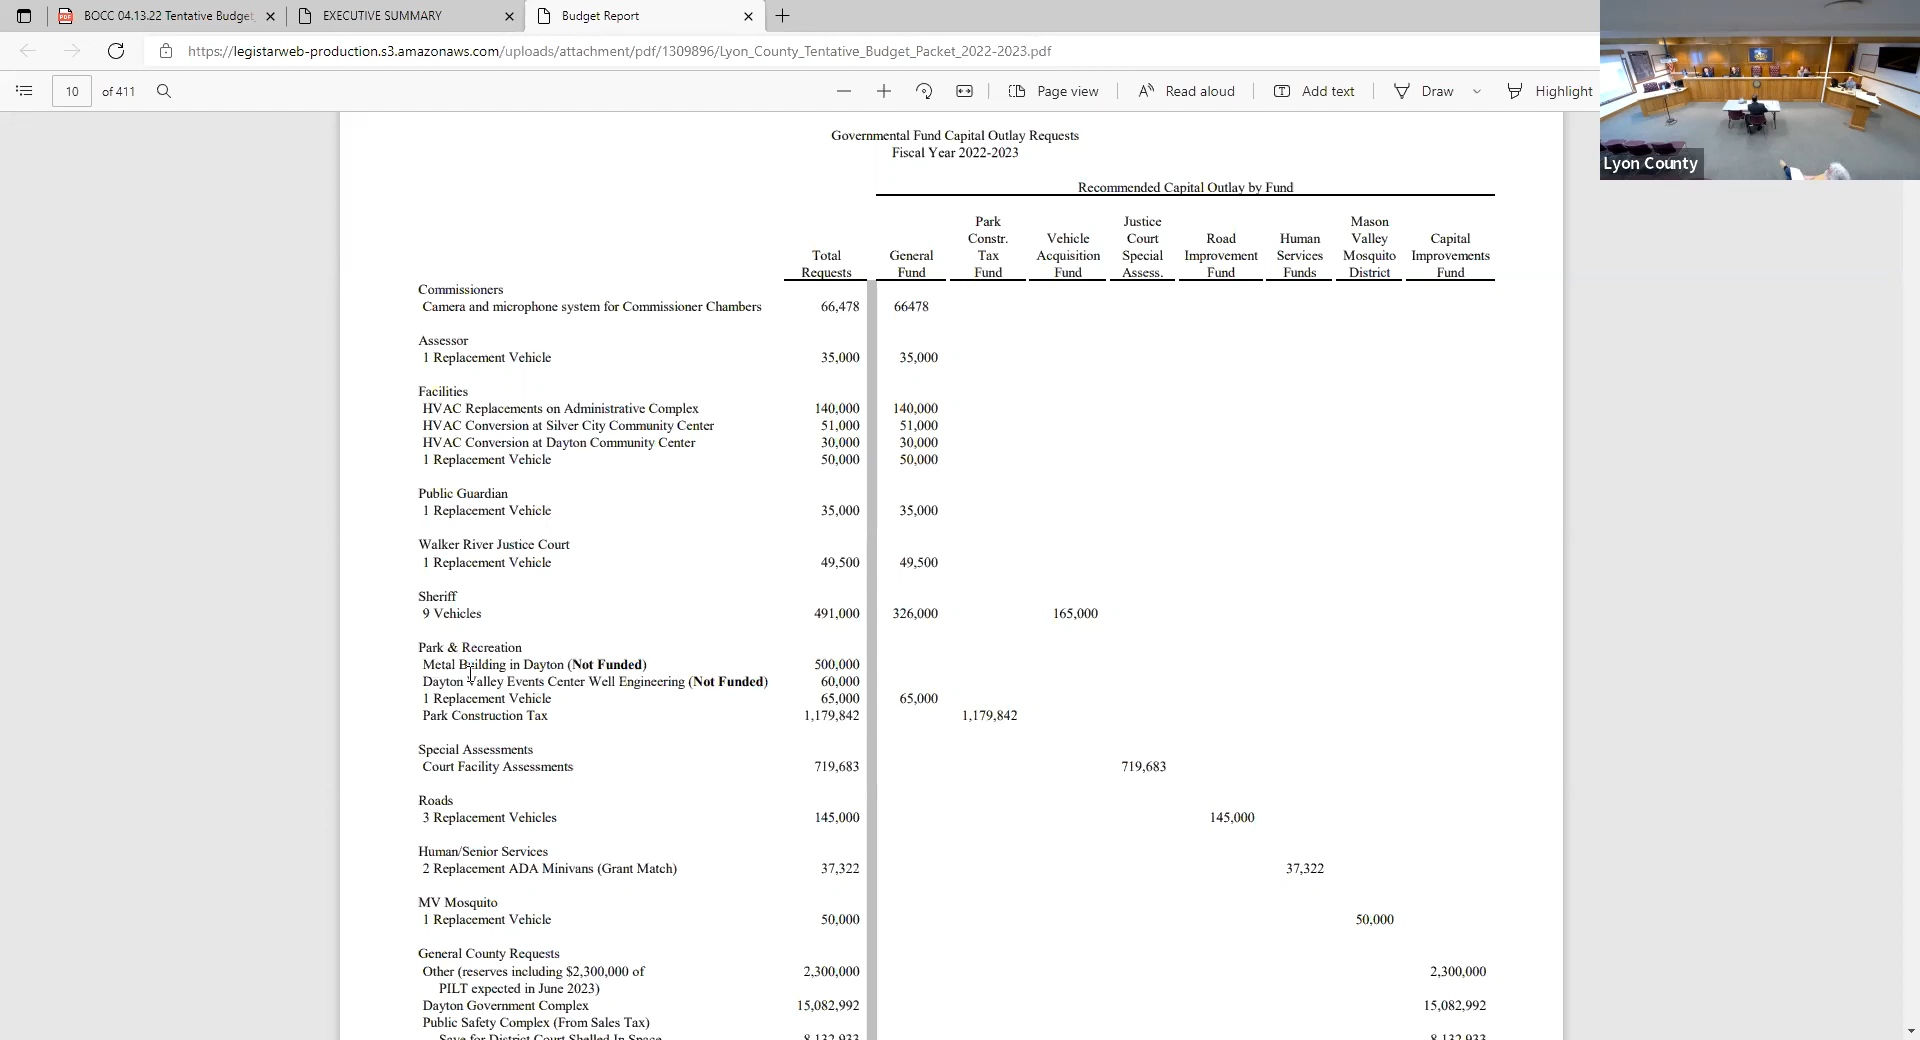 BOCC 04.13.22 Tentative Budget
EXECUTIVE SUMMARY
Budget Report
https://legistarweb-production.s3.amazonaws.com/uploads/attachment/pdf/1309896/Lyon_County_Tentative_Budget_Packet_2022-2023.pdf
10 of 411
Page view
Read aloud
Add text
Draw
Highlight
Lyon County
Governmental Fund Capital Outlay Requests
Fiscal Year 2022-2023
Recommended Capital Outlay by Fund
Park Justice Mason
Constr. Vehicle Court Road Human Valley Capital
Total General Tax Acquisition Special Improvement Services Mosquito Improvements
Requests Fund Fund Fund Assess. Fund Funds District Fund
Commissioners
Camera and microphone system for Commissioner Chambers 66,478 66478
Assessor
1 Replacement Vehicle 35,000 35,000
Facilities
HVAC Replacements on Administrative Complex 140,000 140,000
HVAC Conversion at Silver City Community Center 51,000 51,000
HVAC Conversion at Dayton Community Center 30,000 30,000
1 Replacement Vehicle 50,000 50,000
Public Guardian
1 Replacement Vehicle 35,000 35,000
Walker River Justice Court
1 Replacement Vehicle 49,500 49,500
Sheriff
9 Vehicles 491,000 326,000 165,000
Park & Recreation
Metal Building in Dayton (Not Funded) 500,000
Dayton Valley Events Center Well Engineering (Not Funded) 60,000
1 Replacement Vehicle 65,000 65,000
Park Construction Tax 1,179,842 1,179,842
Special Assessments
Court Facility Assessments 719,683 719,683
Roads
3 Replacement Vehicles 145,000 145,000
Human/Senior Services
2 Replacement ADA Minivans (Grant Match) 37,322 37,322
MV Mosquito
1 Replacement Vehicle 50,000 50,000
General County Requests
Other (reserves including $2,300,000 of 2,300,000 2,300,000
PILT expected in June 2023)
Dayton Government Complex 15,082,992 15,082,992
Public Safety Complex (From Sales Tax)
Save for District Court Shelled In Space 8,132,933 8,132,933